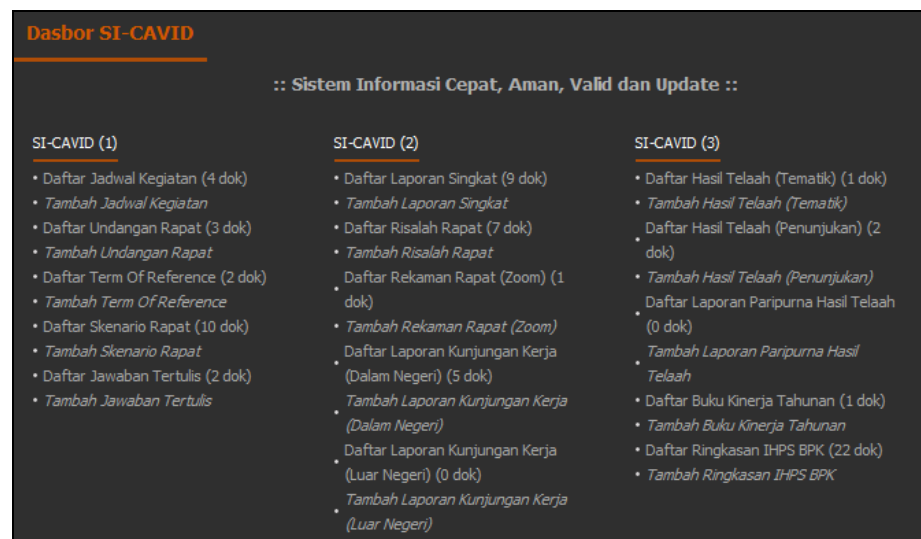 Dasbor SI-CAVID
:: Sistem Informasi Cepat, Aman, Valid dan Update ::
SI-CAVID (1)
• Daftar Jadwal Kegiatan (4 dok)
• Tambah Jadwal Kegiatan
• Daftar Undangan Rapat (3 dok)
• Tambah Undangan Rapat
• Daftar Term Of Reference (2 dok)
• Tambah Term Of Reference
• Daftar Skenario Rapat (10 dok)
• Tambah Skenario Rapat
• Daftar Jawaban Tertulis (2 dok)
• Tambah Jawaban Tertulis
SI-CAVID (2)
• Daftar Laporan Singkat (9 dok)
• Tambah Laporan Singkat
• Daftar Risalah Rapat (7 dok)
• Tambah Risalah Rapat
• Daftar Rekaman Rapat (Zoom) (1
dok)
• Tambah Rekaman Rapat (Zoom)
• Daftar Laporan Kunjungan Kerja
(Dalam Negeri) (5 dok)
• Tambah Laporan Kunjungan Kerja
(Dalam Negeri)
• Daftar Laporan Kunjungan Kerja
(Luar Negeri) (0 dok)
• Tambah Laporan Kunjungan Kerja
(Luar Negeri)
SI-CAVID (3)
• Daftar Hasil Telaah (Tematik) (1 dok)
• Tambah Hasil Telaah (Tematik)
• Daftar Hasil Telaah (Penunjukan) (2
dok)
• Tambah Hasil Telaah (Penunjukan)
• Daftar Laporan Paripurna Hasil Telaah
(0 dok)
• Tambah Laporan Paripurna Hasil
Telaah
• Daftar Buku Kinerja Tahunan (1 dok)
• Tambah Buku Kinerja Tahunan
• Daftar Ringkasan IHPS BPK (22 dok)
• Tambah Ringkasan IHPS BPK